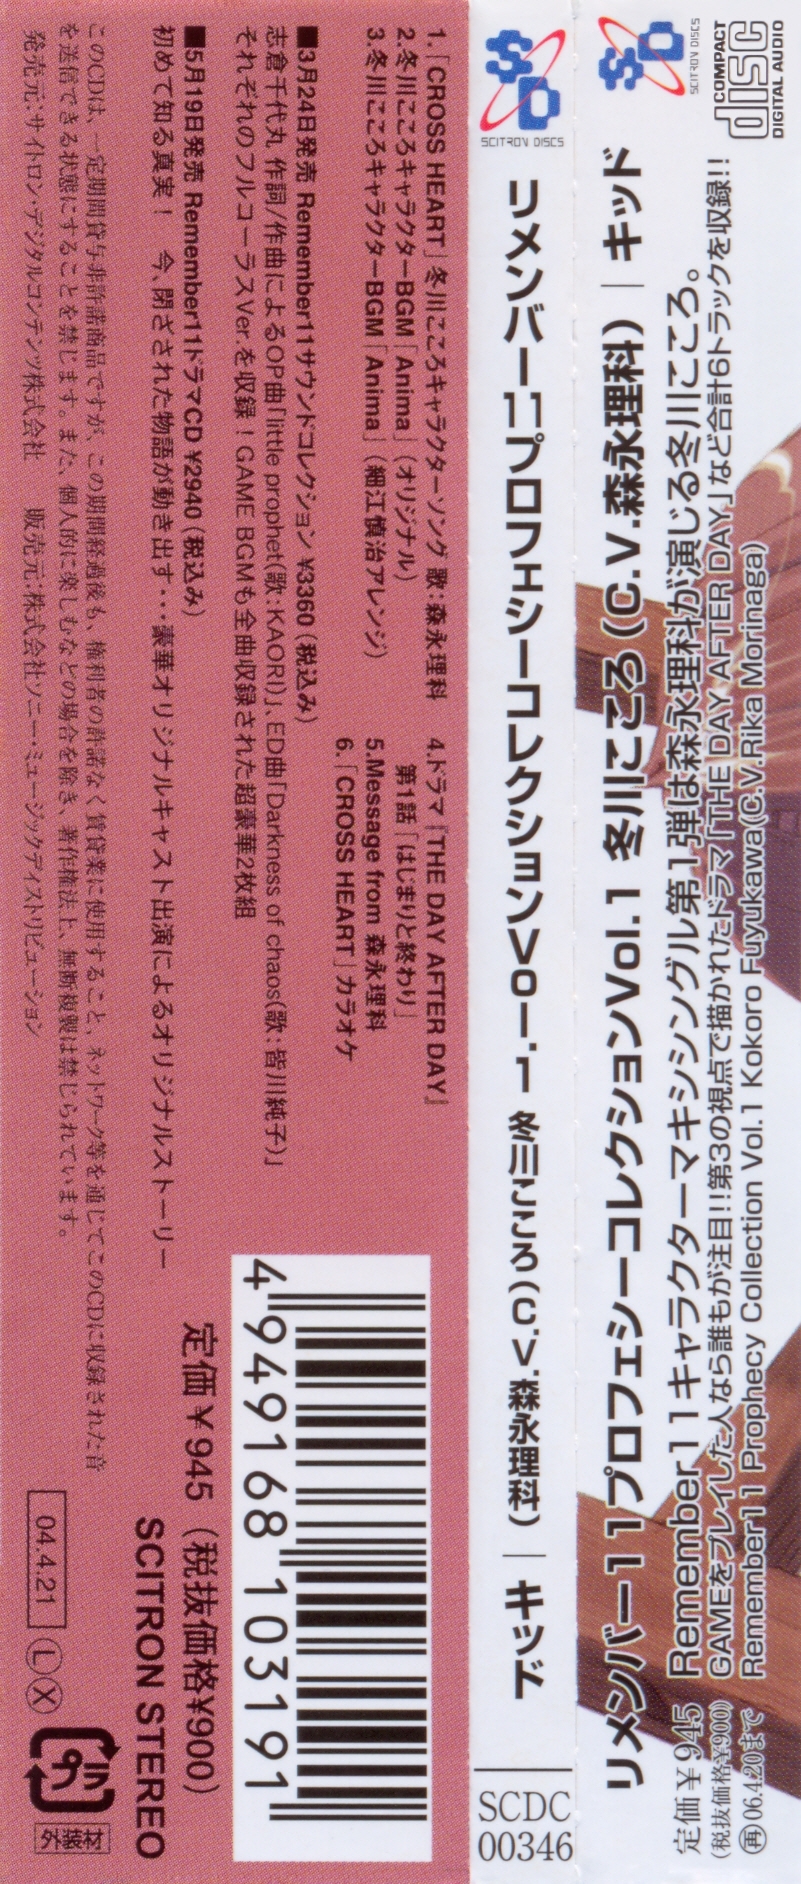 COMPACT
disc
DIGITAL AUDIO
SCITRON DISCS
リメンバー11プロフェシーコレクションVol.1 冬川こころ(C.V.森永理科)｜キッド
Remember11キャラクターマキシシングル第1弾は森永理科が演じる冬川こころ。
GAMEをプレイした人なら誰もが注目!!第3の視点で描かれたドラマ「THE DAY AFTER DAY」など合計6トラックを収録!!
Remember11 Prophecy Collection Vol.1 Kokoro Fuyukawa(C.V.Rika Morinaga)
定価￥945
(税抜価格¥900)
再 06.4.20まで
SCITRON DISCS
リメンバー11プロフェシーコレクションVol.1 冬川こころ(C.V.森永理科)｜キッド
SCDC
00346
1.「CROSS HEART」冬川こころキャラクターソング 歌:森永理科
2.冬川こころキャラクターBGM「Anima」(オリジナル)
3.冬川こころキャラクターBGM「Anima」(細江慎治アレンジ)
4.ドラマ『THE DAY AFTER DAY』
第1話「はじまりと終わり」
5.Message from 森永理科
6.「CROSS HEART」カラオケ
■3月24日発売 Remember11サウンドコレクション ¥3360(税込み)
志倉千代丸 作詞/作曲によるOP曲「little prophet(歌:KAORI)」、ED曲「Darkness of chaos(歌:皆川純子)」
それぞれのフルコーラスVer.を収録！GAME BGMも全曲収録された超豪華2枚組
■5月19日発売 Remember11ドラマCD ¥2940(税込み)
初めて知る真実！　今、閉ざされた物語が動き出す･･･豪華オリジナルキャスト出演によるオリジナルストーリー
このCDは、一定期間貸与非許諾商品ですが、この期間経過後も、権利者の許諾なく賃貸業に使用すること、ネットワーク等を通じてこのCDに収録された音
を送信できる状態にすることを禁じます。また、個人的に楽しむなどの場合を除き、著作権法上、無断複製は禁じられています。
発売元:サイトロン・デジタルコンテンツ株式会社　販売元:株式会社ソニー・ミュージックディストリビューション
4 949168 103191
定価￥945（税抜価格¥900）
SCITRON STEREO
04.4.21 Ⓛ Ⓧ
プラ
外装材